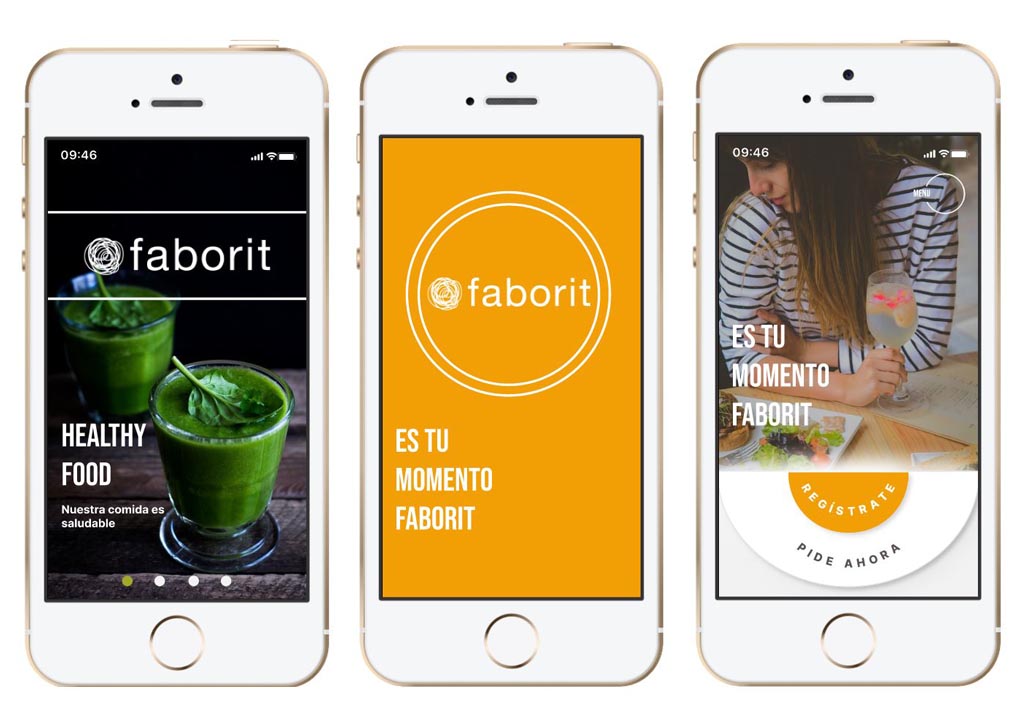 09:46
faborit
HEALTHY
FOOD
Nuestra comida es
saludable
faborit
ES TU
MOMENTO
FABORIT
09:46
MENU
ES TU
MOMENTO
FABORIT
REGÍSTRATE
PIDE AHORA